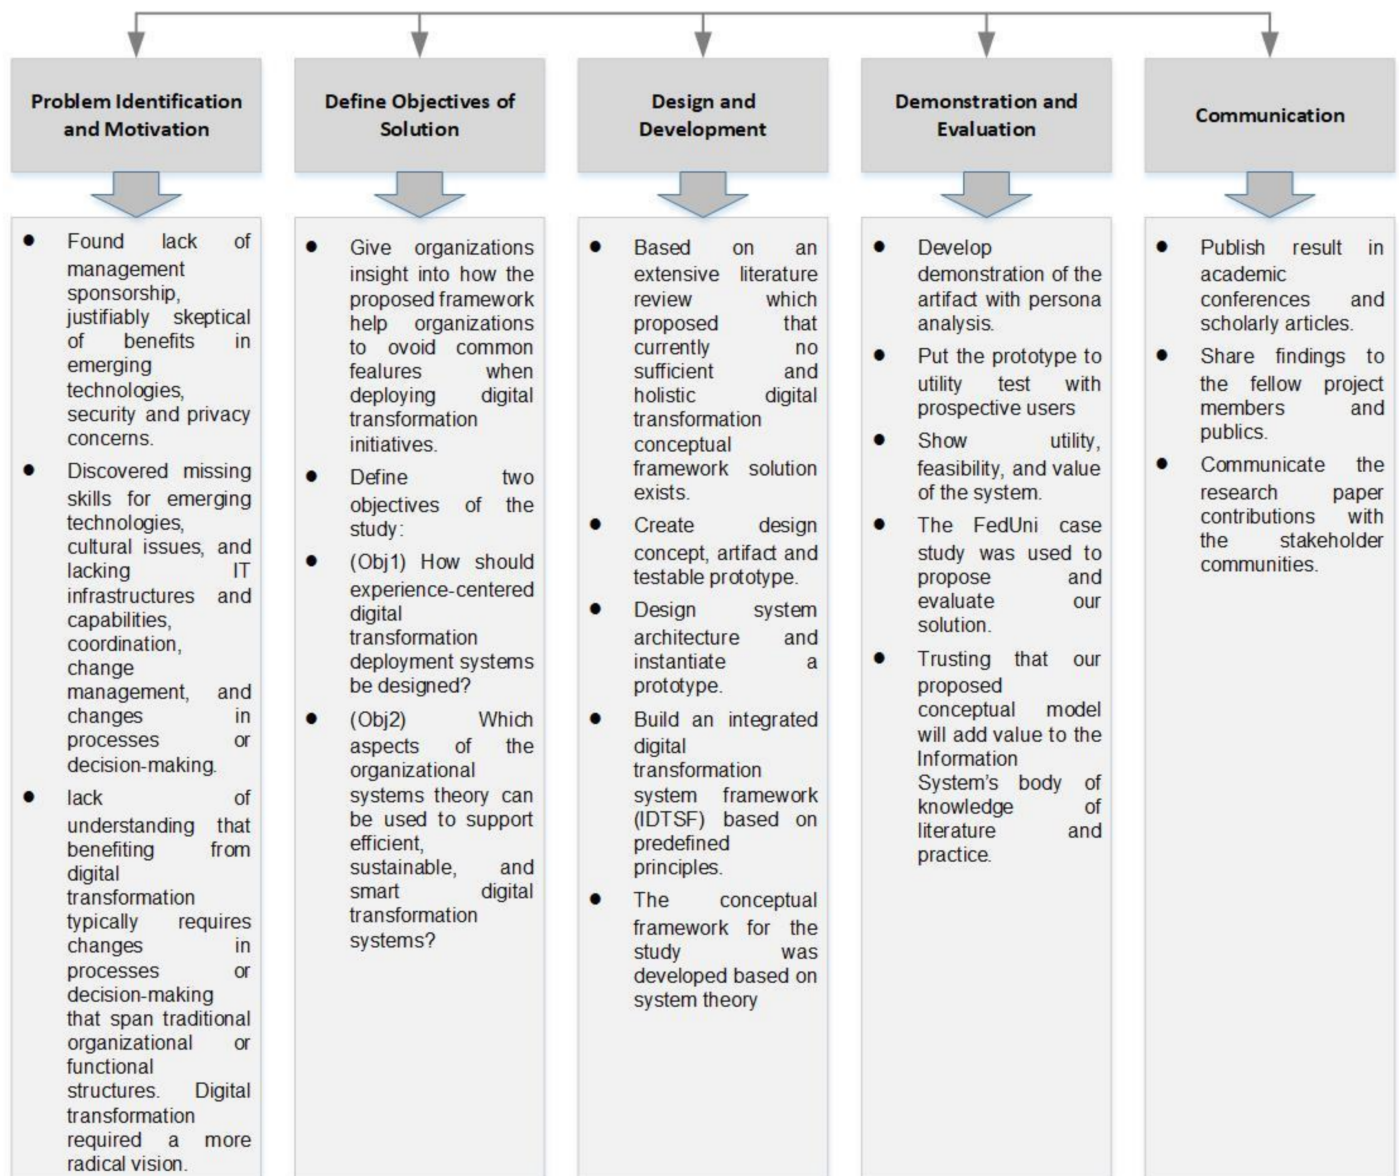 Problem Identification
and Motivation
● Found lack of
management
sponsorship,
justifiably skeptical
of benefits in
emerging
technologies,
security and privacy
concerns.
● Discovered missing
skills for emerging
technologies,
cultural issues, and
lacking IT
infrastructures and
capabilities,
coordination,
change
management, and
changes in
processes or
decision-making.
● lack of
understanding that
benefiting from
digital
transformation
typically requires
changes in
processes or
decision-making
that span traditional
organizational or
functional
structures. Digital
transformation
required a more
radical vision.
Define Objectives of
Solution
● Give organizations
insight into how the
proposed framework
help organizations
to ovoid common
features when
deploying digital
transformation
initiatives.
● Define two
objectives of the
study:
● (Obj1) How should
experience-centered
digital
transformation
deployment systems
be designed?
● (Obj2) Which
aspects of the
organizational
systems theory can
be used to support
efficient,
sustainable, and
smart digital
transformation
systems?
Design and
Development
● Based on an
extensive literature
review which
proposed that
currently no
sufficient and
holistic digital
transformation
conceptual
framework solution
exists.
● Create design
concept, artifact and
testable prototype.
● Design system
architecture and
instantiate a
prototype.
● Build an integrated
digital
transformation
system framework
(IDTSF) based on
predefined
principles.
● The conceptual
framework for the
study was
developed based on
system theory
Demonstration and
Evaluation
● Develop
demonstration of the
artifact with persona
analysis.
● Put the prototype to
utility test with
prospective users
● Show utility,
feasibility, and value
of the system.
● The FedUni case
study was used to
propose and
evaluate our
solution.
● Trusting that our
proposed
conceptual model
will add value to the
Information
System's body of
knowledge of
literature and
practice.
Communication
● Publish result in
academic
conferences and
scholarly articles.
● Share findings to
the fellow project
members and
publics.
● Communicate the
research paper
contributions with
the stakeholder
communities.